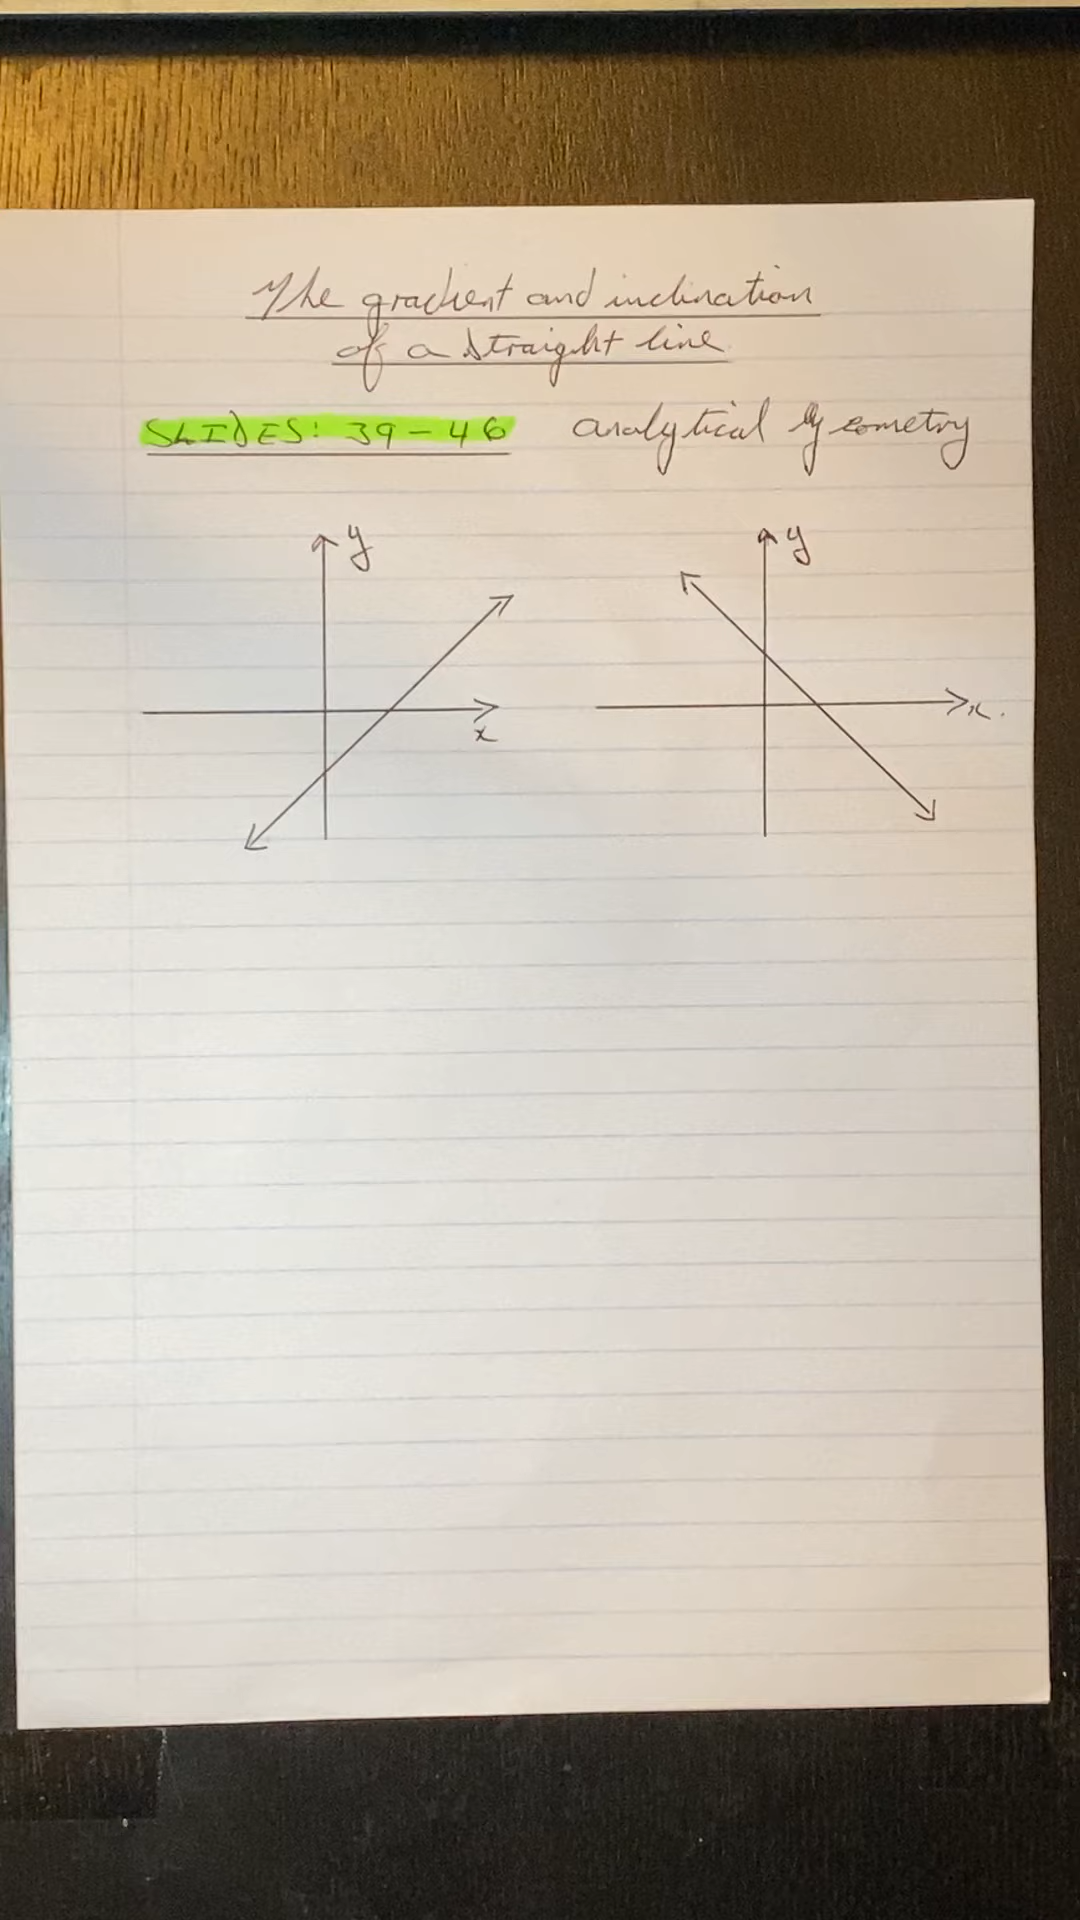 The gradient and inclination
of a straight line
SLIDES: 39-46 analytical geometry
y y
x x.